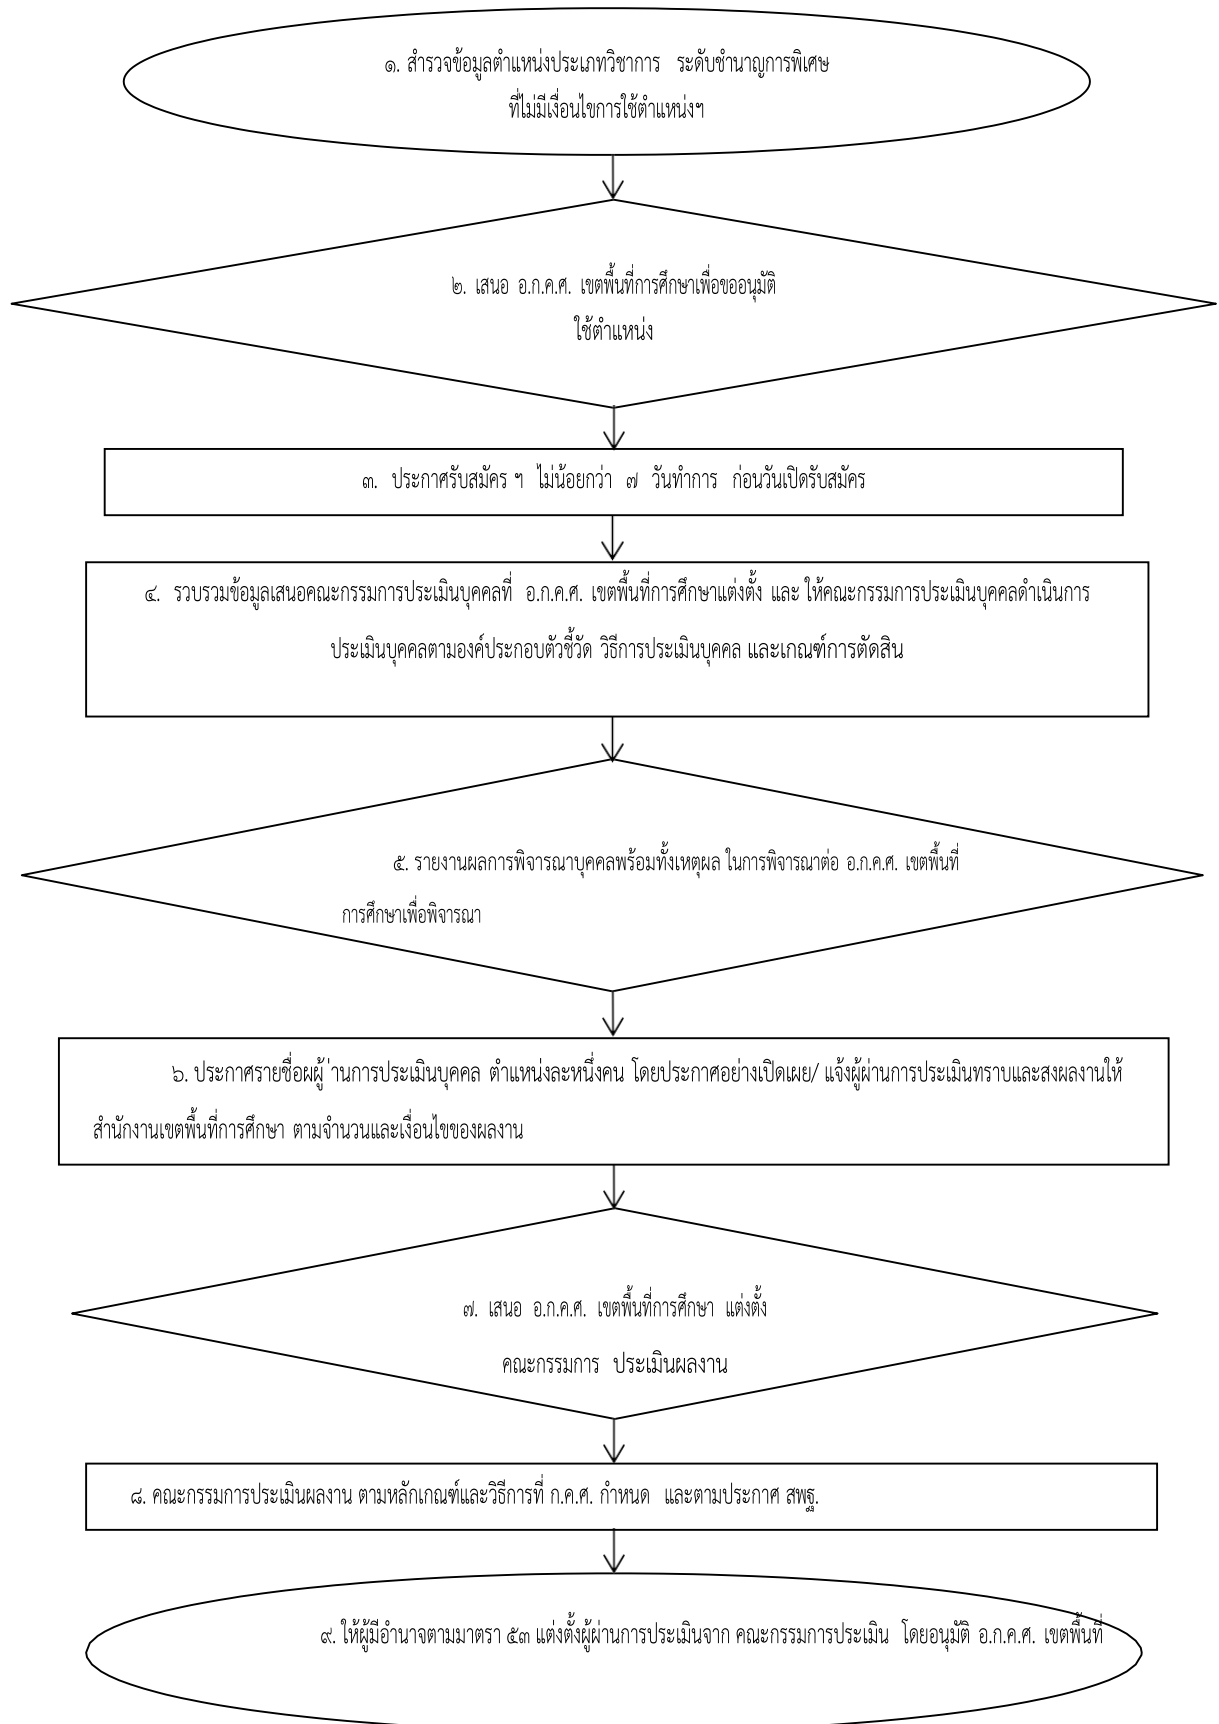 ๑. สำรวจข้อมูลตำแหน่งประเภทวิชาการ ระดับชำนาญการพิเศษ
ที่ไม่มีเงื่อนไขการใช้ตำแหน่งฯ
๒. เสนอ อ.ก.ค.ศ. เขตพื้นที่การศึกษาเพื่อขออนุมัติ
ใช้ตำแหน่ง
๓. ประกาศรับสมัคร ฯ ไม่น้อยกว่า ๗ วันทำการ ก่อนวันเปิดรับสมัคร
๔. รวบรวมข้อมูลเสนอคณะกรรมการประเมินบุคคลที่ อ.ก.ค.ศ. เขตพื้นที่การศึกษาแต่งตั้ง และ ให้คณะกรรมการประเมินบุคคลดำเนินการ
ประเมินบุคคลตามองค์ประกอบตัวชี้วัด วิธีการประเมินบุคคล และเกณฑ์การตัดสิน
๕. รายงานผลการพิจารณาบุคคลพร้อมทั้งเหตุผล ในการพิจารณาต่อ อ.ก.ค.ศ. เขตพื้นที่
การศึกษาเพื่อพิจารณา
๖. ประกาศรายชื่อผผู้ ่านการประเมินบุคคล ตำแหน่งละหนึ่งคน โดยประกาศอย่างเปิดเผย/ แจ้งผู้ผ่านการประเมินทราบและสงผลงานให้
สำนักงานเขตพื้นที่การศึกษา ตามจำนวนและเงื่อนไขของผลงาน
๗. เสนอ อ.ก.ค.ศ. เขตพื้นที่การศึกษา แต่งตั้ง
คณะกรรมการ ประเมินผลงาน
๘. คณะกรรมการประเมินผลงาน ตามหลักเกณฑ์และวิธีการที่ ก.ค.ศ. กำหนด และตามประกาศ สพฐ.
๙. ให้ผู้มีอำนาจตามมาตรา ๕๓ แต่งตั้งผู้ผ่านการประเมินจาก คณะกรรมการประเมิน โดยอนุมัติ อ.ก.ค.ศ. เขตพื้นที่